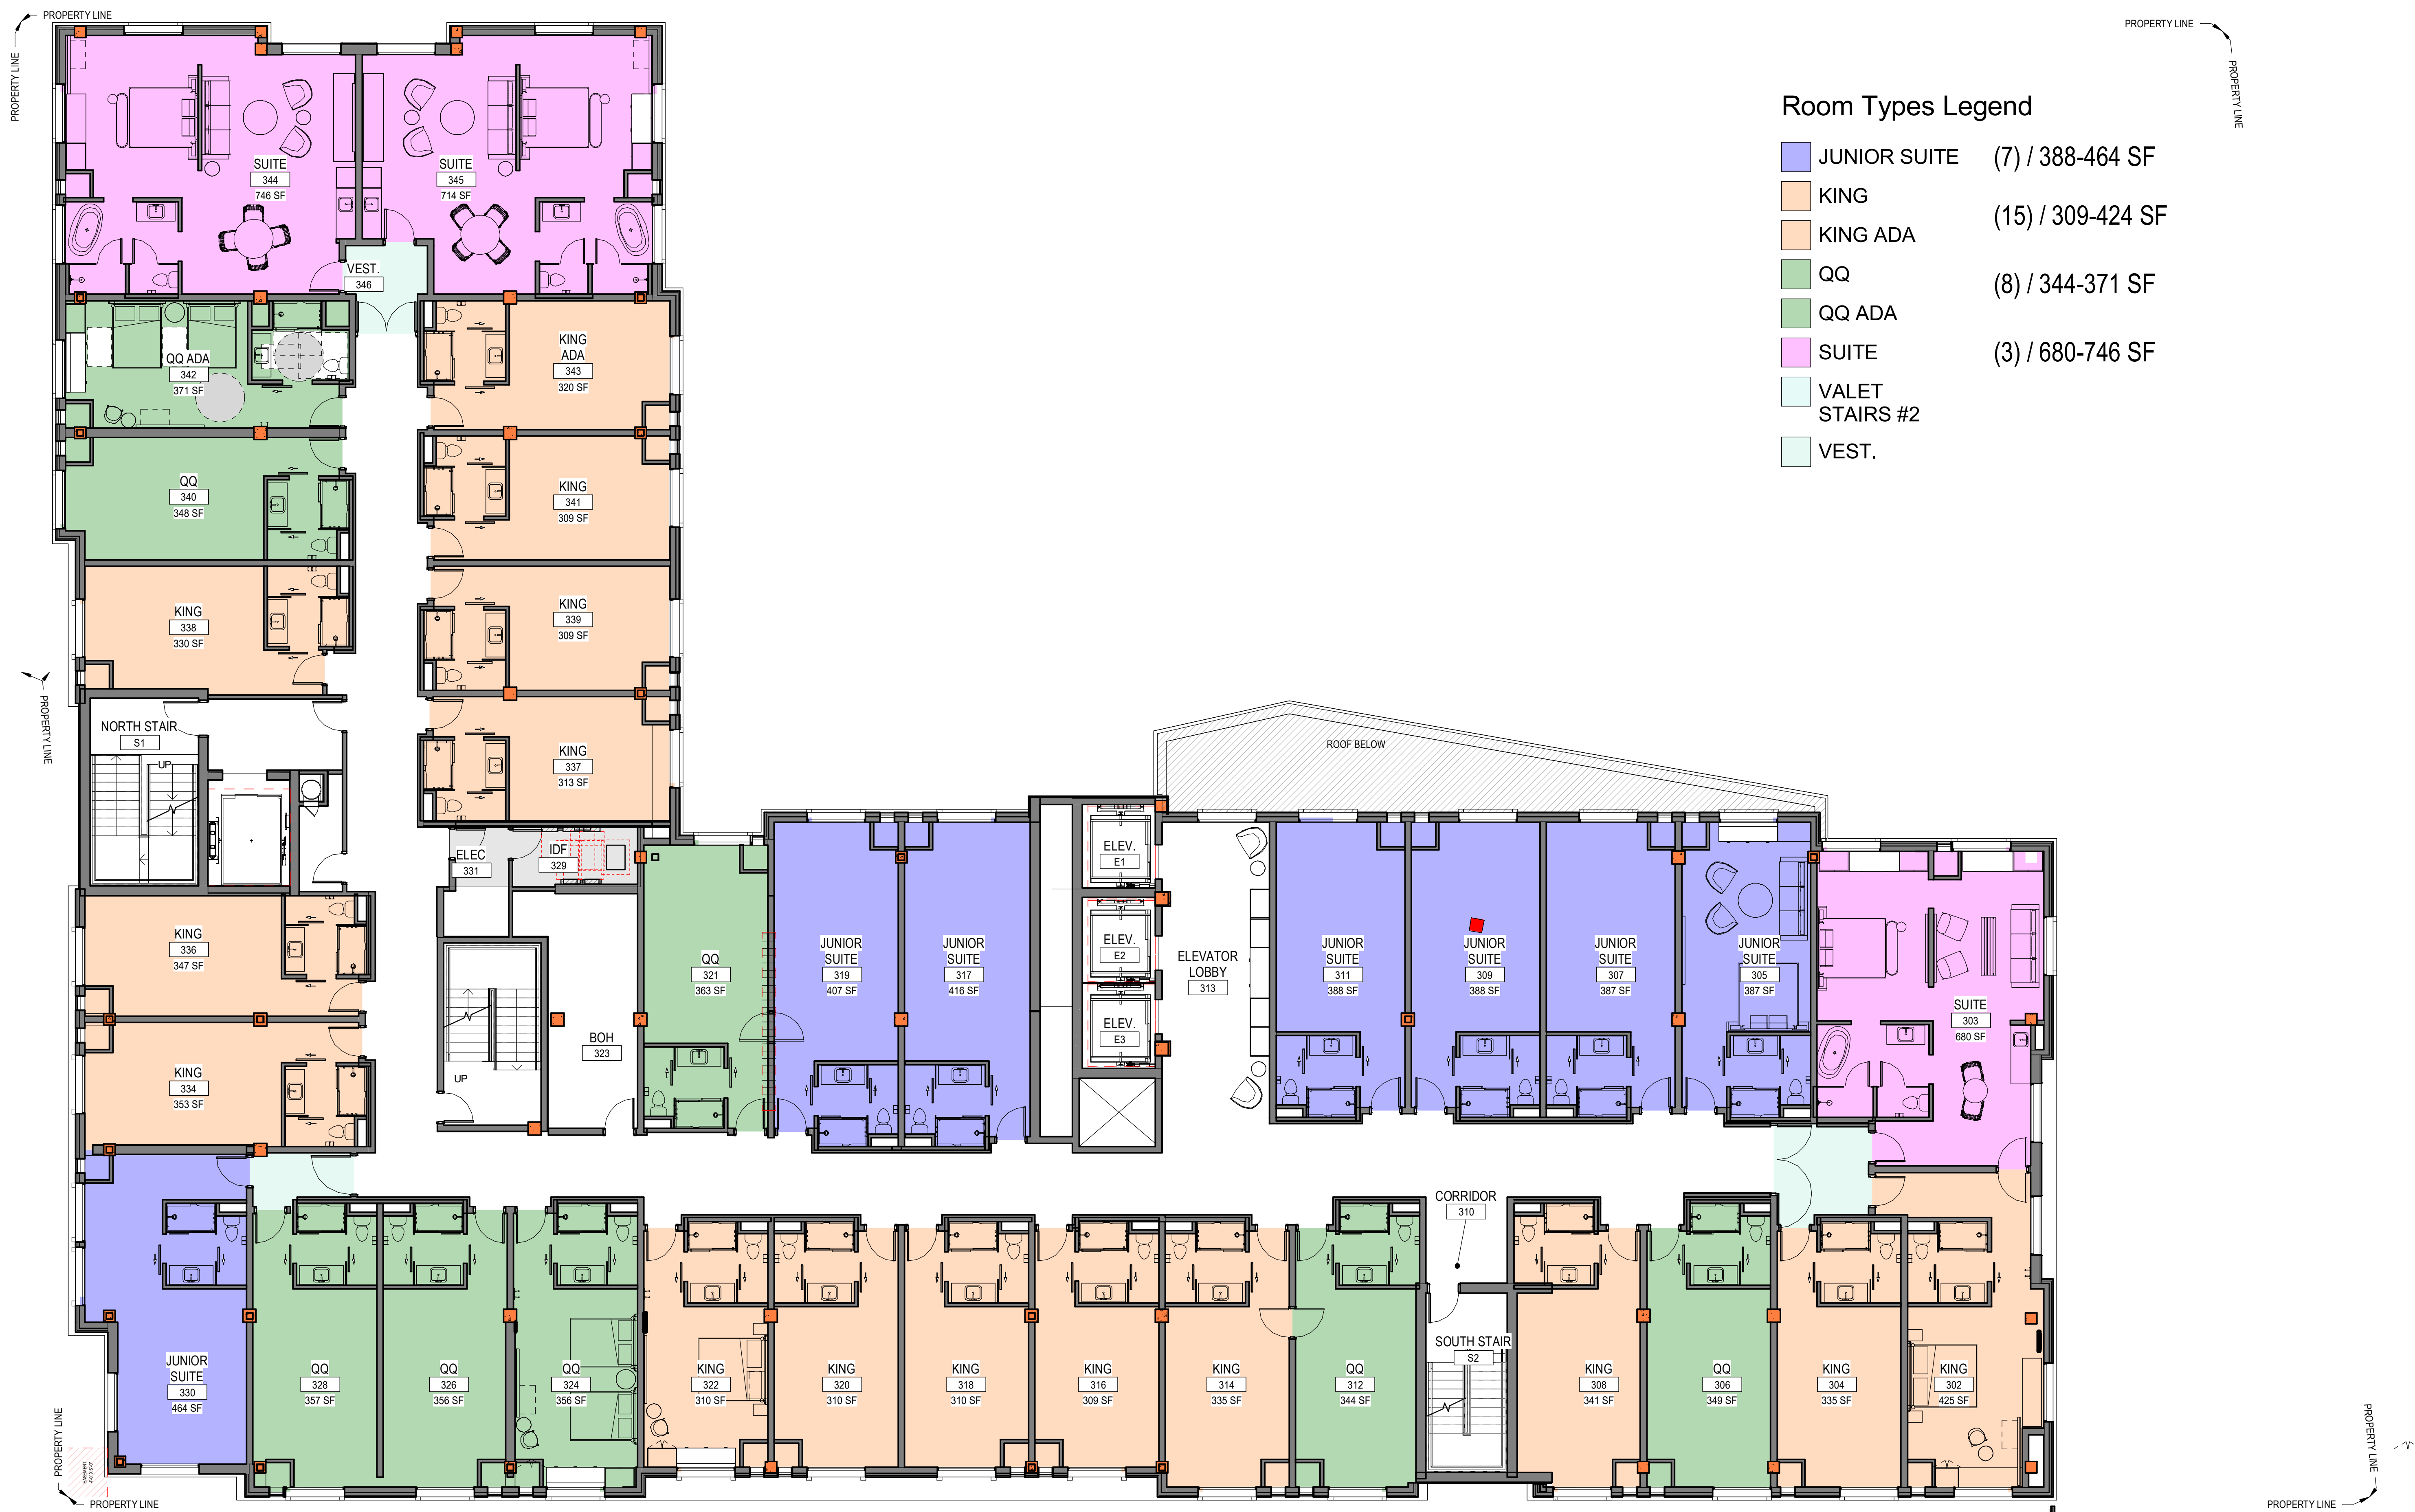 PROPERTY LINE
PROPERTY LINE
PROPERTY LINE
PROPERTY LINE
Room Types Legend
JUNIOR SUITE (7) / 388-464 SF
KING
(15) / 309-424 SF
KING ADA
QQ
(8) / 344-371 SF
QQ ADA
SUITE (3) / 680-746 SF
VALET
STAIRS #2
VEST.
SUITE
344
746 SF
SUITE
345
714 SF
VEST.
346
QQ ADA
342
371 SF
KING
ADA
343
320 SF
QQ
340
348 SF
KING
341
309 SF
KING
338
330 SF
KING
339
309 SF
PROPERTY LINE
NORTH STAIR
S1
UP
KING
337
313 SF
ROOF BELOW
ELEC
331
IDF
329
ELEV.
E1
ELEV.
E2
ELEV.
E3
ELEVATOR
LOBBY
313
KING
336
347 SF
QQ
321
363 SF
JUNIOR
SUITE
319
407 SF
JUNIOR
SUITE
317
416 SF
JUNIOR
SUITE
311
388 SF
JUNIOR
SUITE
309
388 SF
JUNIOR
SUITE
307
387 SF
JUNIOR
SUITE
305
387 SF
SUITE
303
680 SF
BOH
323
UP
KING
334
353 SF
CORRIDOR
310
SOUTH STAIR
S2
JUNIOR
SUITE
330
464 SF
QQ
328
357 SF
QQ
326
356 SF
QQ
324
356 SF
KING
322
310 SF
KING
320
310 SF
KING
318
310 SF
KING
316
309 SF
KING
314
335 SF
QQ
312
344 SF
KING
308
341 SF
QQ
306
349 SF
KING
304
335 SF
KING
302
425 SF
PROPERTY LINE
EASEMENT
PROPERTY LINE
PROPERTY LINE
PROPERTY LINE